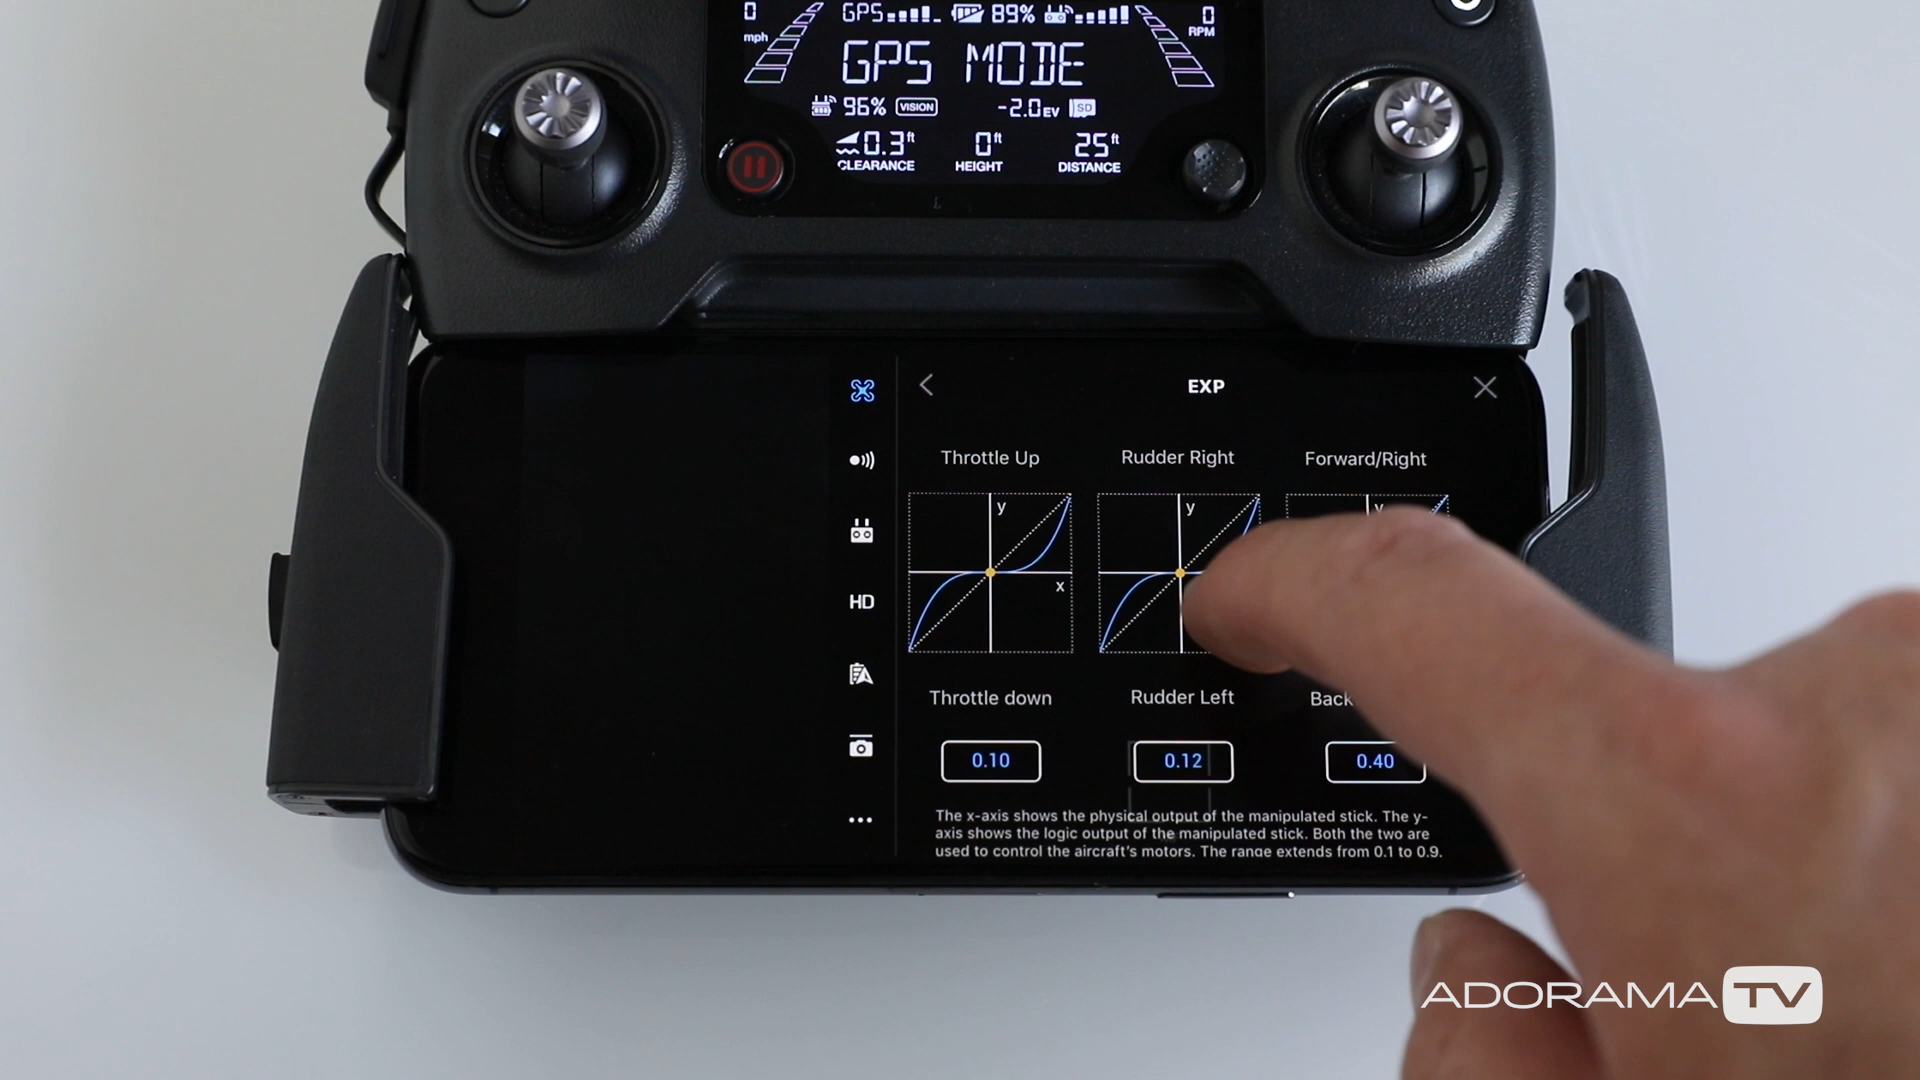 0 GPS 89% 0
mph RPM
GPS MODE
96% VISION -2.0EV SD
0.3ft 0ft 25ft
CLEARANCE HEIGHT DISTANCE
EXP
Throttle Up Rudder Right Forward/Right
y y y
x
HD
Throttle down Rudder Left Back
0.10 0.12 0.40
The x-axis shows the physical output of the manipulated stick. The y-
axis shows the logic output of the manipulated stick. Both the two are
used to control the aircraft's motors. The range extends from 0.1 to 0.9.
ADORAMA TV